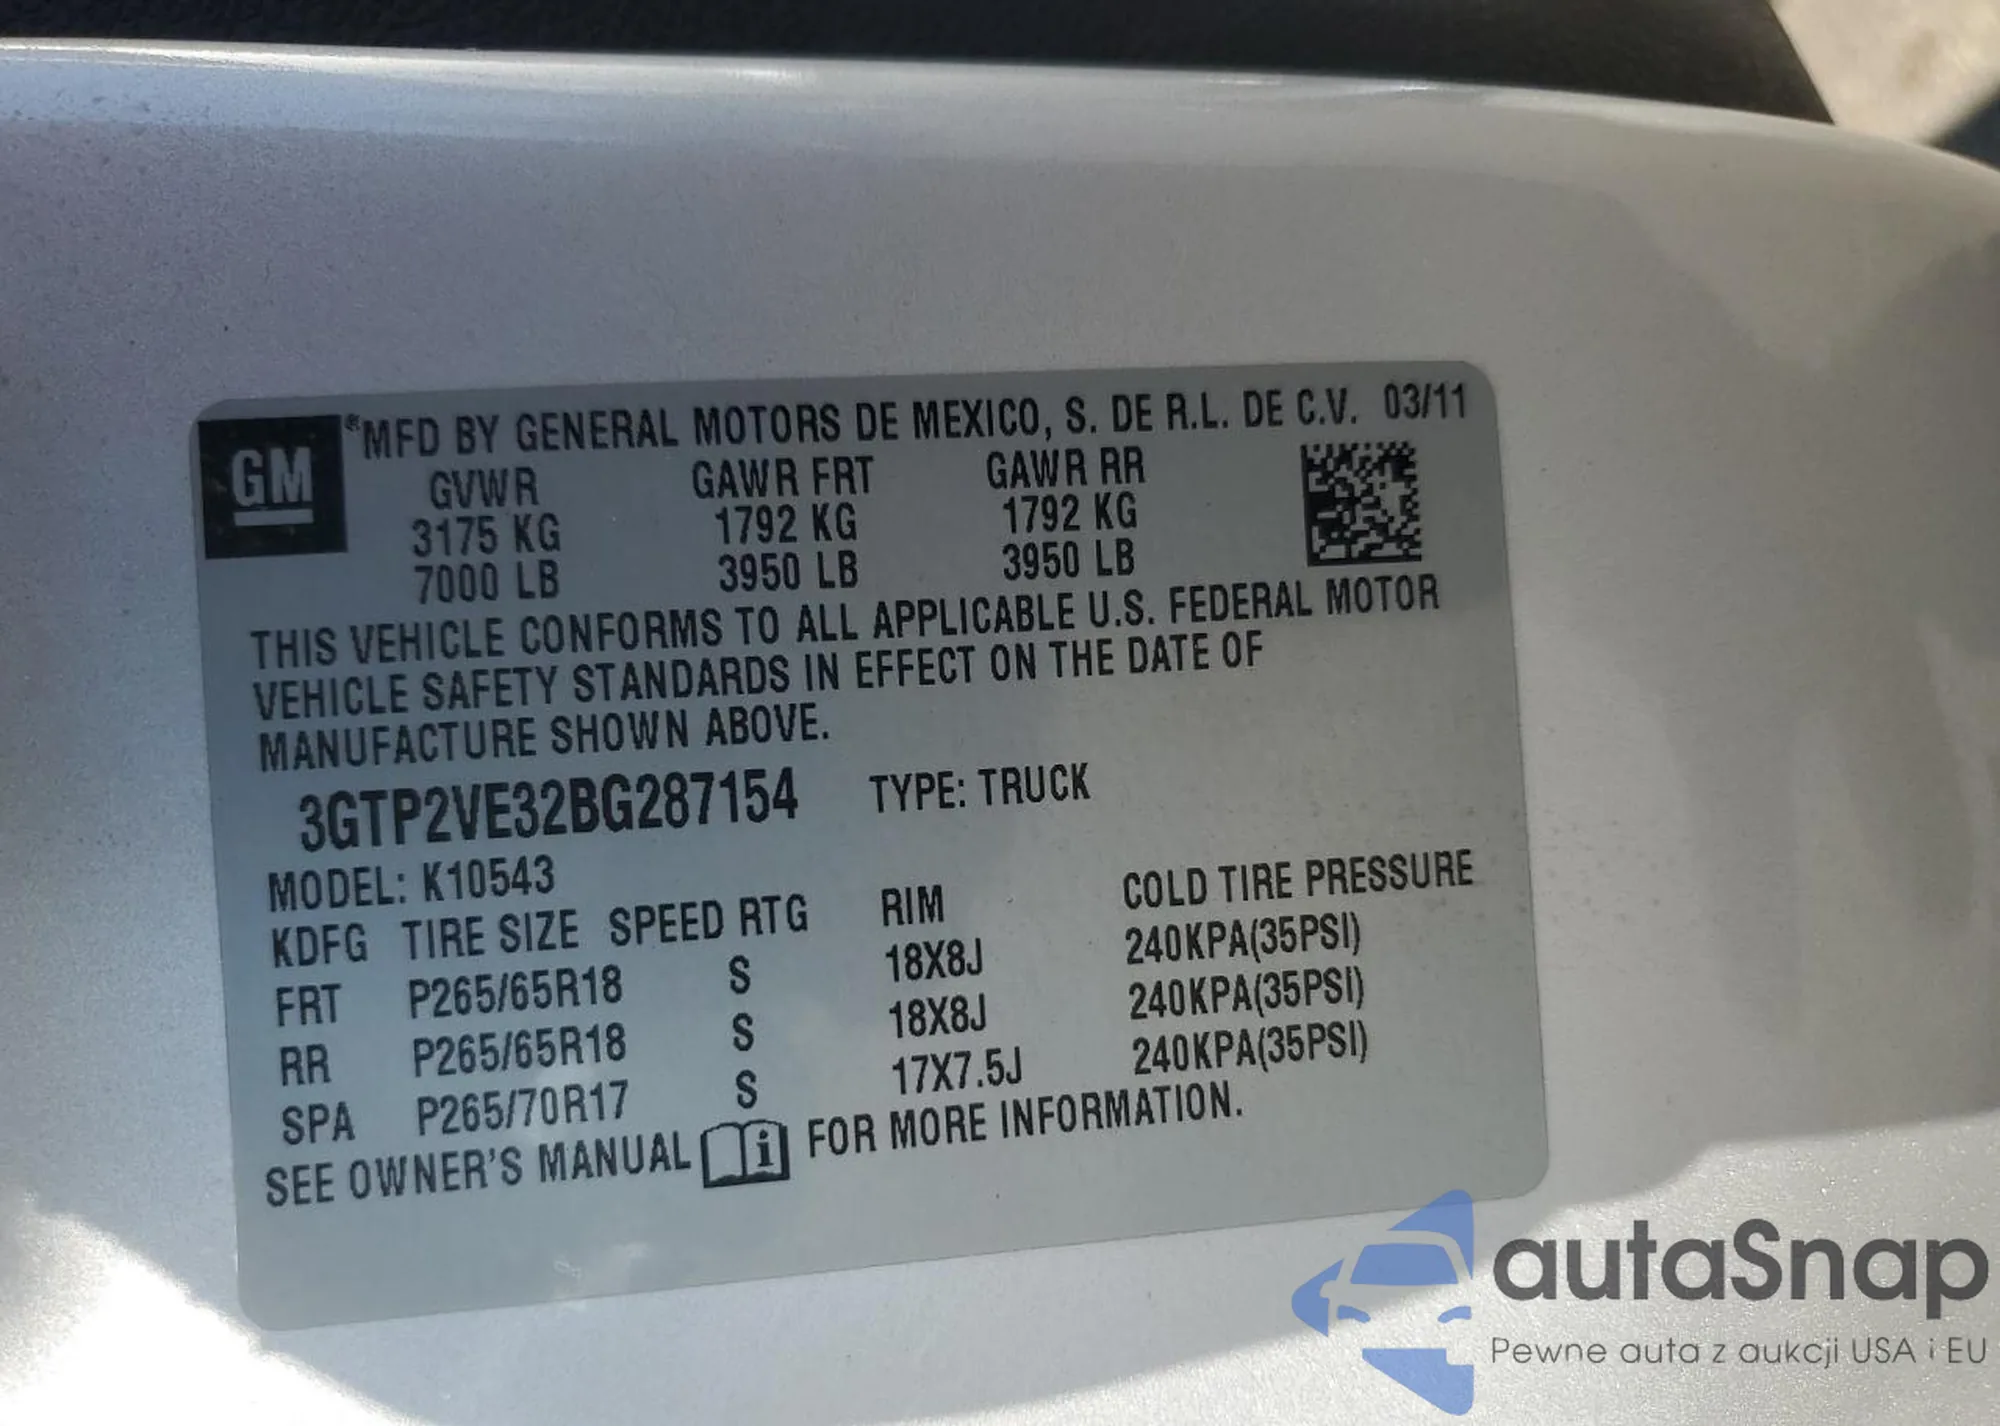 GM
®MFD BY GENERAL MOTORS DE MEXICO, S. DE R.L. DE C.V. 03/11
GVWR GAWR FRT GAWR RR
3175 KG 1792 KG 1792 KG
7000 LB 3950 LB 3950 LB
THIS VEHICLE CONFORMS TO ALL APPLICABLE U.S. FEDERAL MOTOR
VEHICLE SAFETY STANDARDS IN EFFECT ON THE DATE OF
MANUFACTURE SHOWN ABOVE.
3GTP2VE32BG287154 TYPE: TRUCK
MODEL: K10543
KDFG TIRE SIZE SPEED RTG RIM COLD TIRE PRESSURE
FRT P265/65R18 S 18X8J 240KPA(35PSI)
RR P265/65R18 S 18X8J 240KPA(35PSI)
SPA P265/70R17 S 17X7.5J 240KPA(35PSI)
SEE OWNER'S MANUAL i FOR MORE INFORMATION.
autaSnap
Pewne auta z aukcji USA i EU